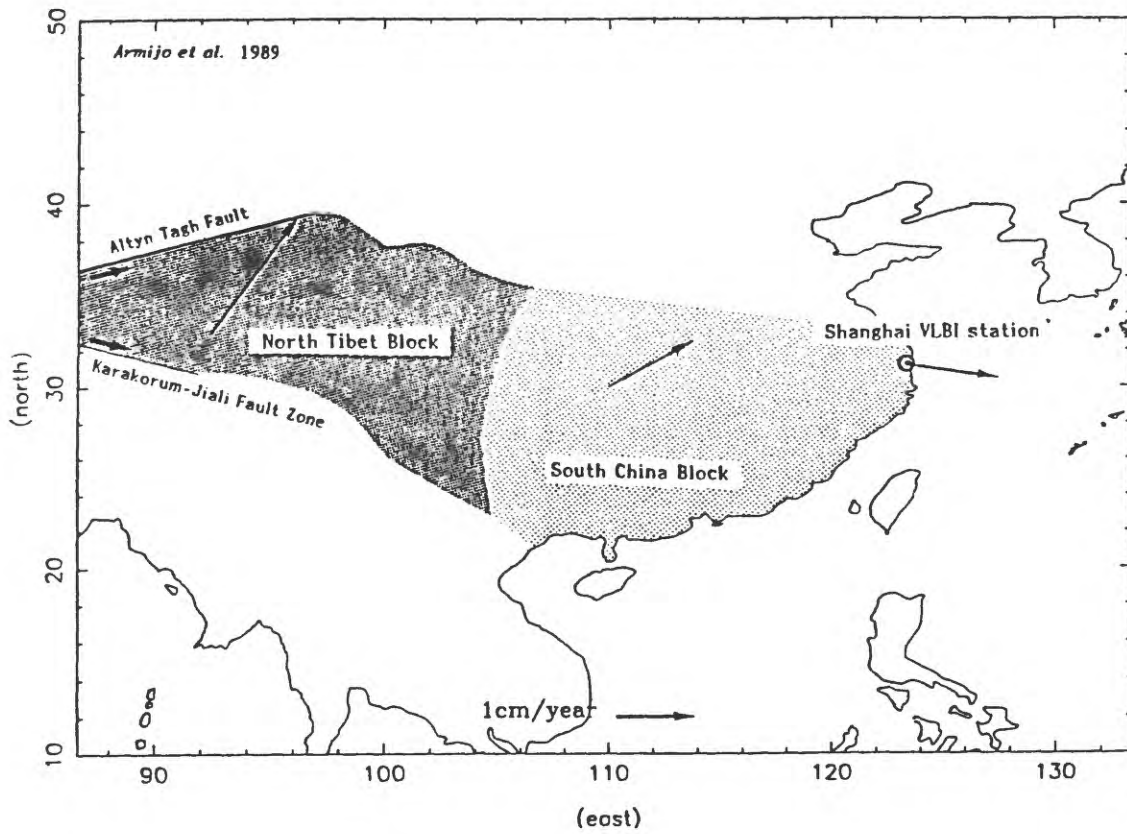 Armijo et al. 1989
50
40
30
20
10
(north)
Altyn Tagh Fault
North Tibet Block
Karakorum-Jiali Fault Zone
Shanghai VLBI station
South China Block
1cm/year
90
100
110
120
130
(east)